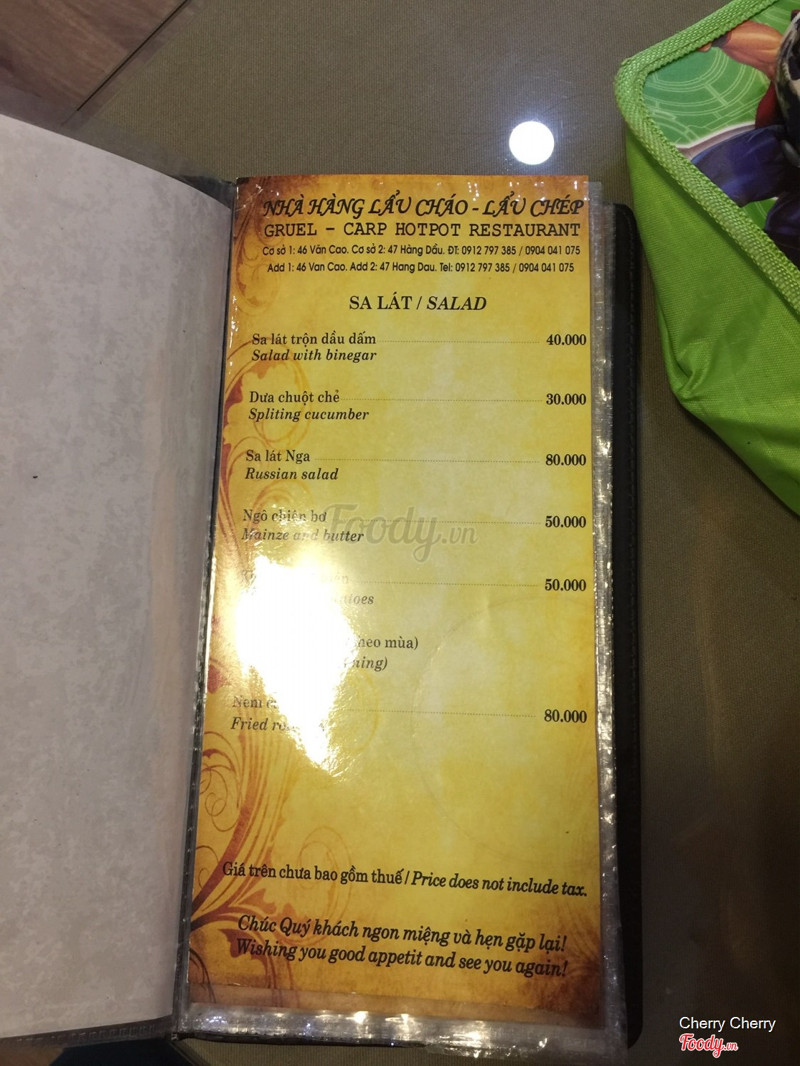 NHÀ HÀNG LẨU CHÁO - LẨU CHÉP
GRUEL - CARP HOTPOT RESTAURANT
Cơ sở 1: 46 Văn Cao. Cơ sở 2: 47 Hàng Dầu. ĐT: 0912 797 385 / 0904 041 075
Add 1: 46 Van Cao. Add 2: 47 Hang Dau. Tel: 0912 797 385 / 0904 041 075
SA LÁT / SALAD
Sa lát trộn dầu dấm 40.000
Salad with binegar
Dưa chuột chẻ 30.000
Spliting cucumber
Sa lát Nga 80.000
Russian salad
Ngô chiên bơ 50.000
Mainze and butter
Foody.vn
50.000
mùa)
Nem 80.000
Fried
Giá trên chưa bao gồm thuế / Price does not include tax.
Chúc Quý khách ngon miệng và hẹn gặp lại!
Wishing you good appetit and see you again!
Cherry Cherry
Foody.vn